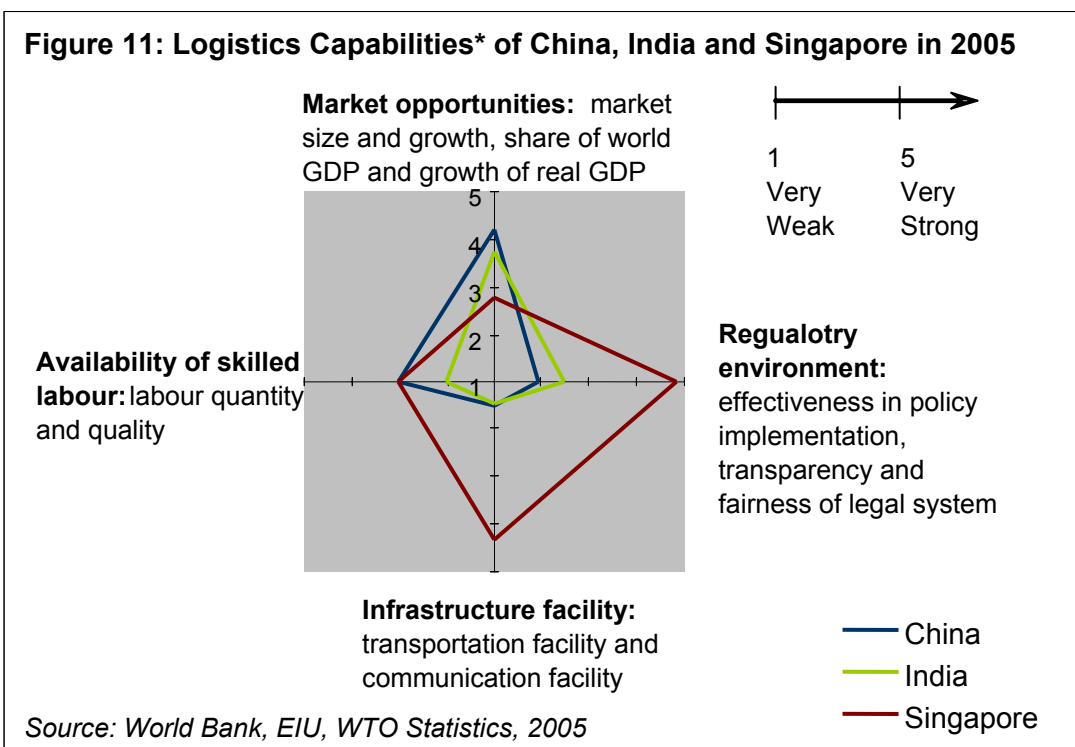 Figure 11: Logistics Capabilities* of China, India and Singapore in 2005
Market opportunities: market
size and growth, share of world
GDP and growth of real GDP
1
Very
Weak
5
Very
Strong
5
4
3
2
1
Availability of skilled
labour: labour quantity
and quality
Regualotry
environment:
effectiveness in policy
implementation,
transparency and
fairness of legal system
Infrastructure facility:
transportation facility and
communication facility
China
India
Singapore
Source: World Bank, EIU, WTO Statistics, 2005